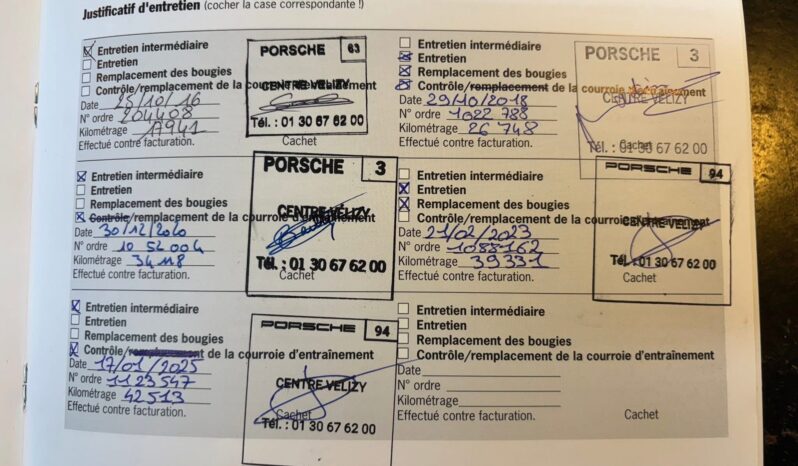 Justificatif d'entretien (cocher la case correspondante !)
Entretien intermédiaire
Entretien
Remplacement des bougies
Contrôle/remplacement de la courroie d'entraînement
Date 25/10/16
N° ordre 204408
Kilométrage 17941
Effectué contre facturation.
Cachet
PORSCHE 63
CENTRE VELIZY
Tél. : 01 30 67 62 00
Entretien intermédiaire
Entretien
Remplacement des bougies
Contrôle/remplacement de la courroie d'entraînement
Date 29/10/2018
N° ordre 1022788
Kilométrage 26748
Effectué contre facturation.
Cachet
PORSCHE 3
CENTRE VELIZY
Tél. : 01 30 67 62 00
Entretien intermédiaire
Entretien
Remplacement des bougies
Contrôle/remplacement de la courroie d'entraînement
Date 30/12/2020
N° ordre 1052004
Kilométrage 34118
Effectué contre facturation.
Cachet
PORSCHE 3
CENTRE VELIZY
Tél. : 01 30 67 62 00
Entretien intermédiaire
Entretien
Remplacement des bougies
Contrôle/remplacement de la courroie d'entraînement
Date 21/02/2023
N° ordre 1088162
Kilométrage 39331
Effectué contre facturation.
Cachet
PORSCHE 94
CENTRE VELIZY
Tél. : 01 30 67 62 00
Entretien intermédiaire
Entretien
Remplacement des bougies
Contrôle/remplacement de la courroie d'entraînement
Date 17/01/2025
N° ordre 1123547
Kilométrage 42513
Effectué contre facturation.
Cachet
PORSCHE 94
CENTRE VELIZY
Tél. : 01 30 67 62 00
Entretien intermédiaire
Entretien
Remplacement des bougies
Contrôle/remplacement de la courroie d'entraînement
Date
N° ordre
Kilométrage
Effectué contre facturation.
Cachet